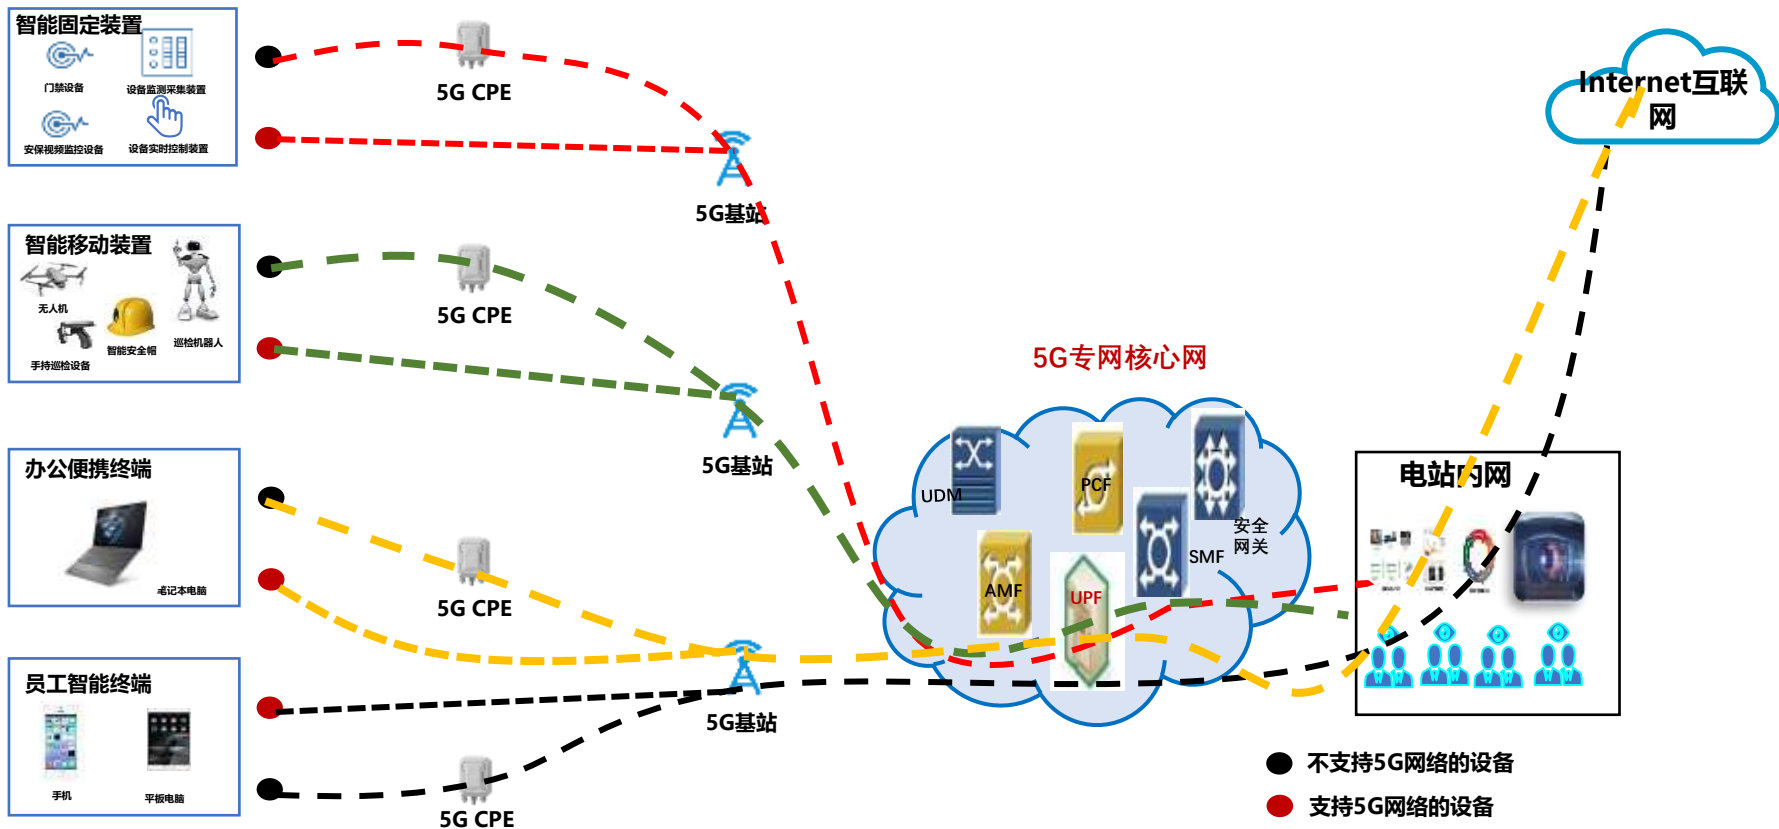 智能固定装置
门禁设备
设备监测采集装置
安保视频监控设备
设备实时控制装置
5G CPE
5G基站
Internet互联
网
智能移动装置
无人机
手持巡检设备
智能安全帽
巡检机器人
5G CPE
5G基站
5G专网核心网
UDM
PCF
安全
网关
SMF
AMF
UPF
电站内网
办公便携终端
笔记本电脑
5G CPE
员工智能终端
手机
平板电脑
5G CPE
5G基站
不支持5G网络的设备
支持5G网络的设备